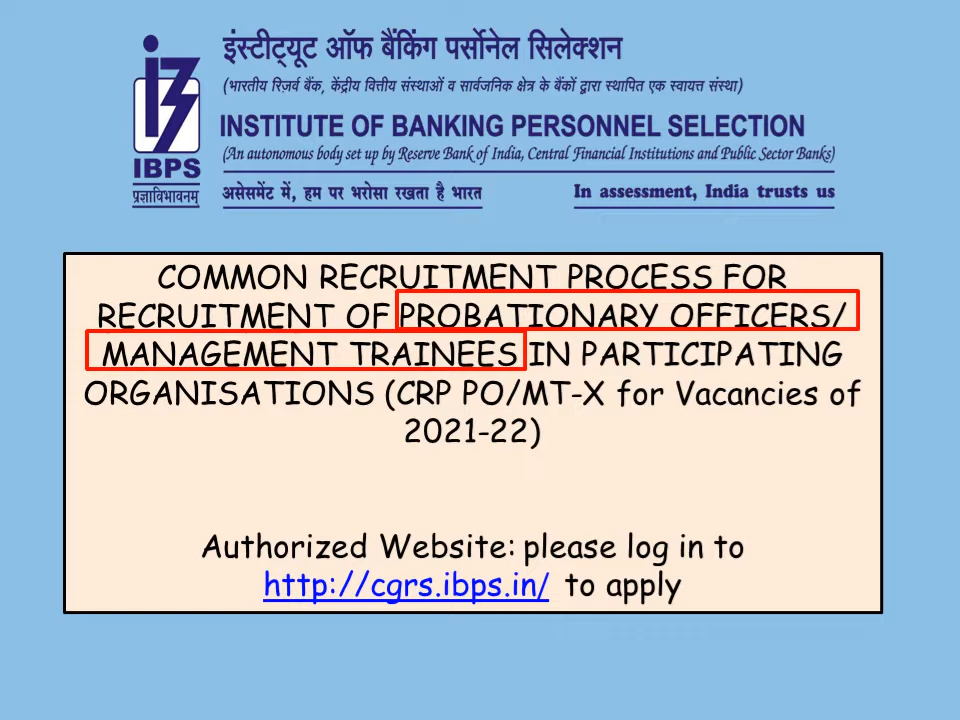 इंस्टीट्यूट ऑफ बैंकिंग पर्सोनेल सिलेक्शन
(भारतीय रिज़र्व बैंक, केंद्रीय वित्तीय संस्थाओं व सार्वजनिक क्षेत्र के बैंकों द्वारा स्थापित एक स्वायत्त संस्था)
INSTITUTE OF BANKING PERSONNEL SELECTION
(An autonomous body set up by Reserve Bank of India, Central Financial Institutions and Public Sector Banks)
IBPS
प्रज्ञाविभावनम्
असेसमेंट में, हम पर भरोसा रखता है भारत
In assessment, India trusts us
COMMON RECRUITMENT PROCESS FOR
RECRUITMENT OF PROBATIONARY OFFICERS/
MANAGEMENT TRAINEES IN PARTICIPATING
ORGANISATIONS (CRP PO/MT-X for Vacancies of
2021-22)
Authorized Website: please log in to
http://cgrs.ibps.in/ to apply